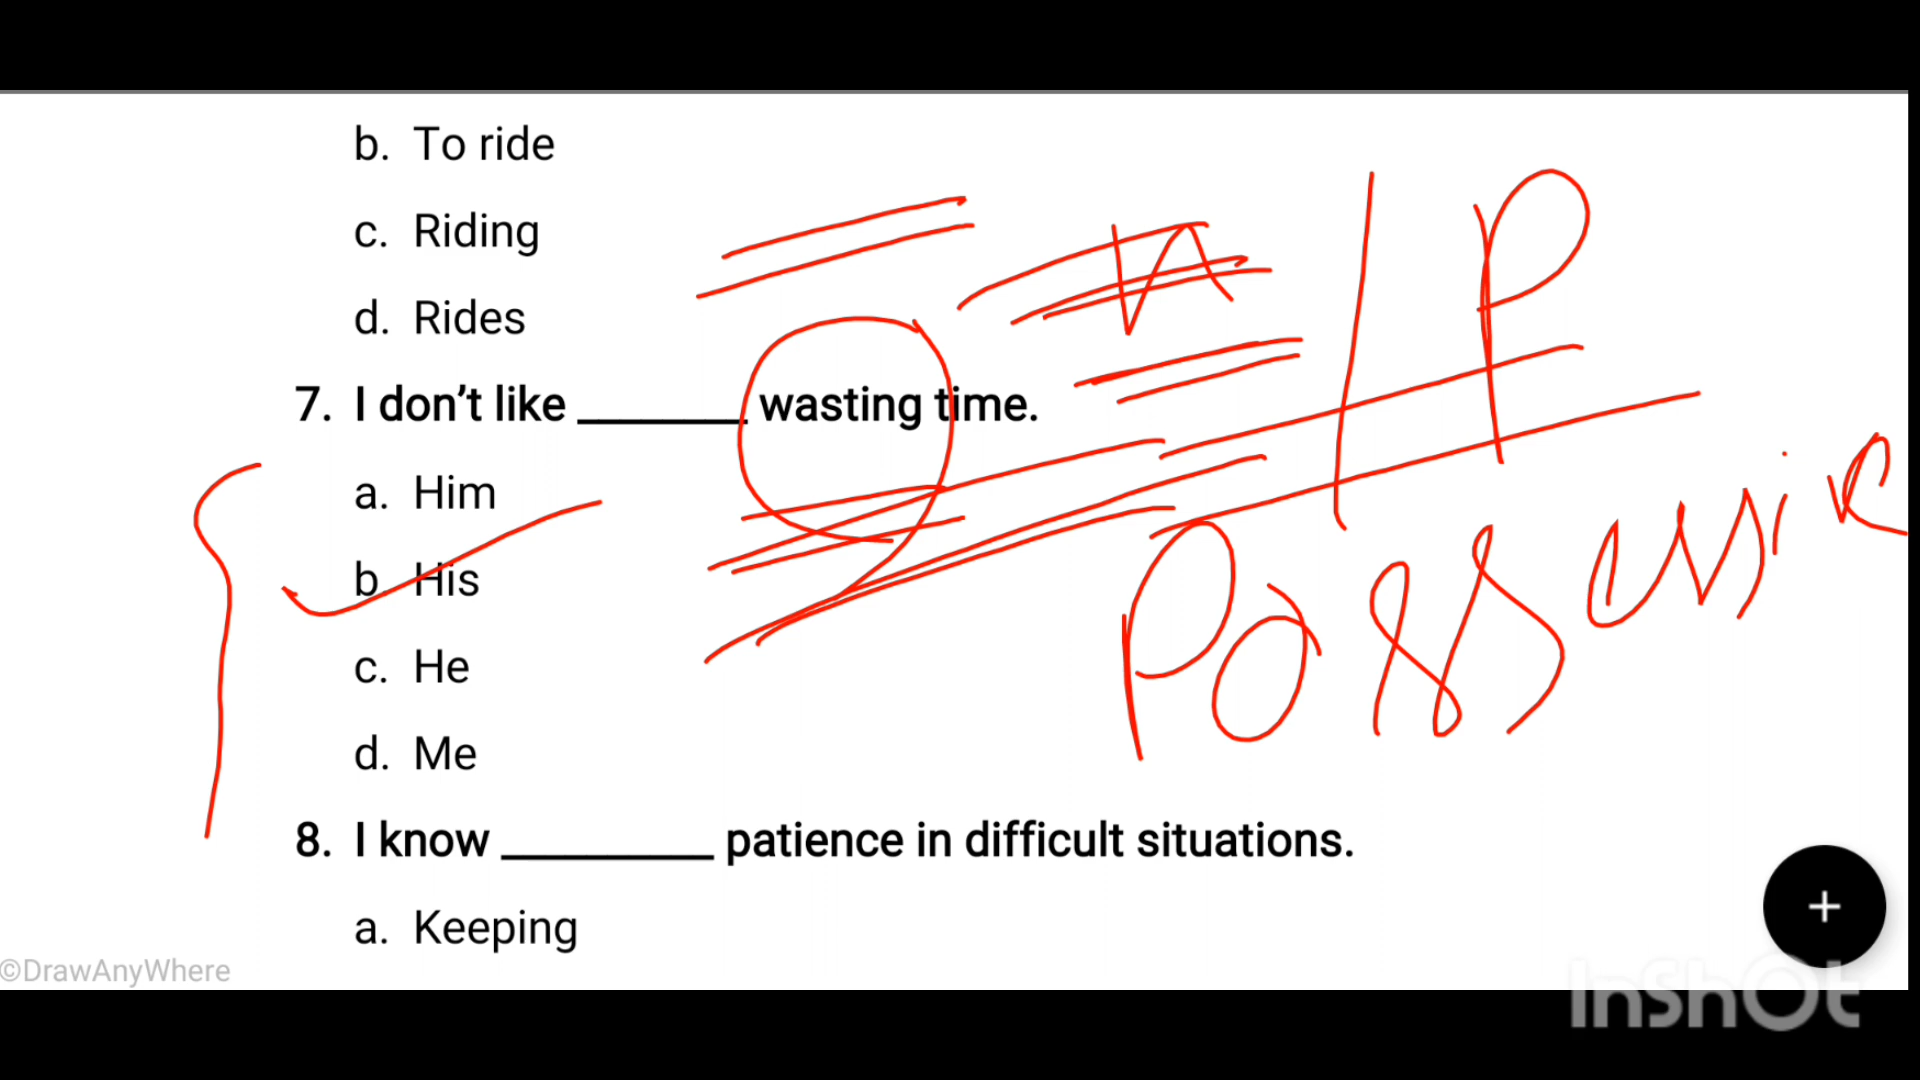 b. To ride
c. Riding
d. Rides
7. I don't like ________ wasting time.
a. Him
b. His
c. He
d. Me
8. I know __________ patience in difficult situations.
a. Keeping
P
Possessive
+
©DrawAnyWhere
InShOt